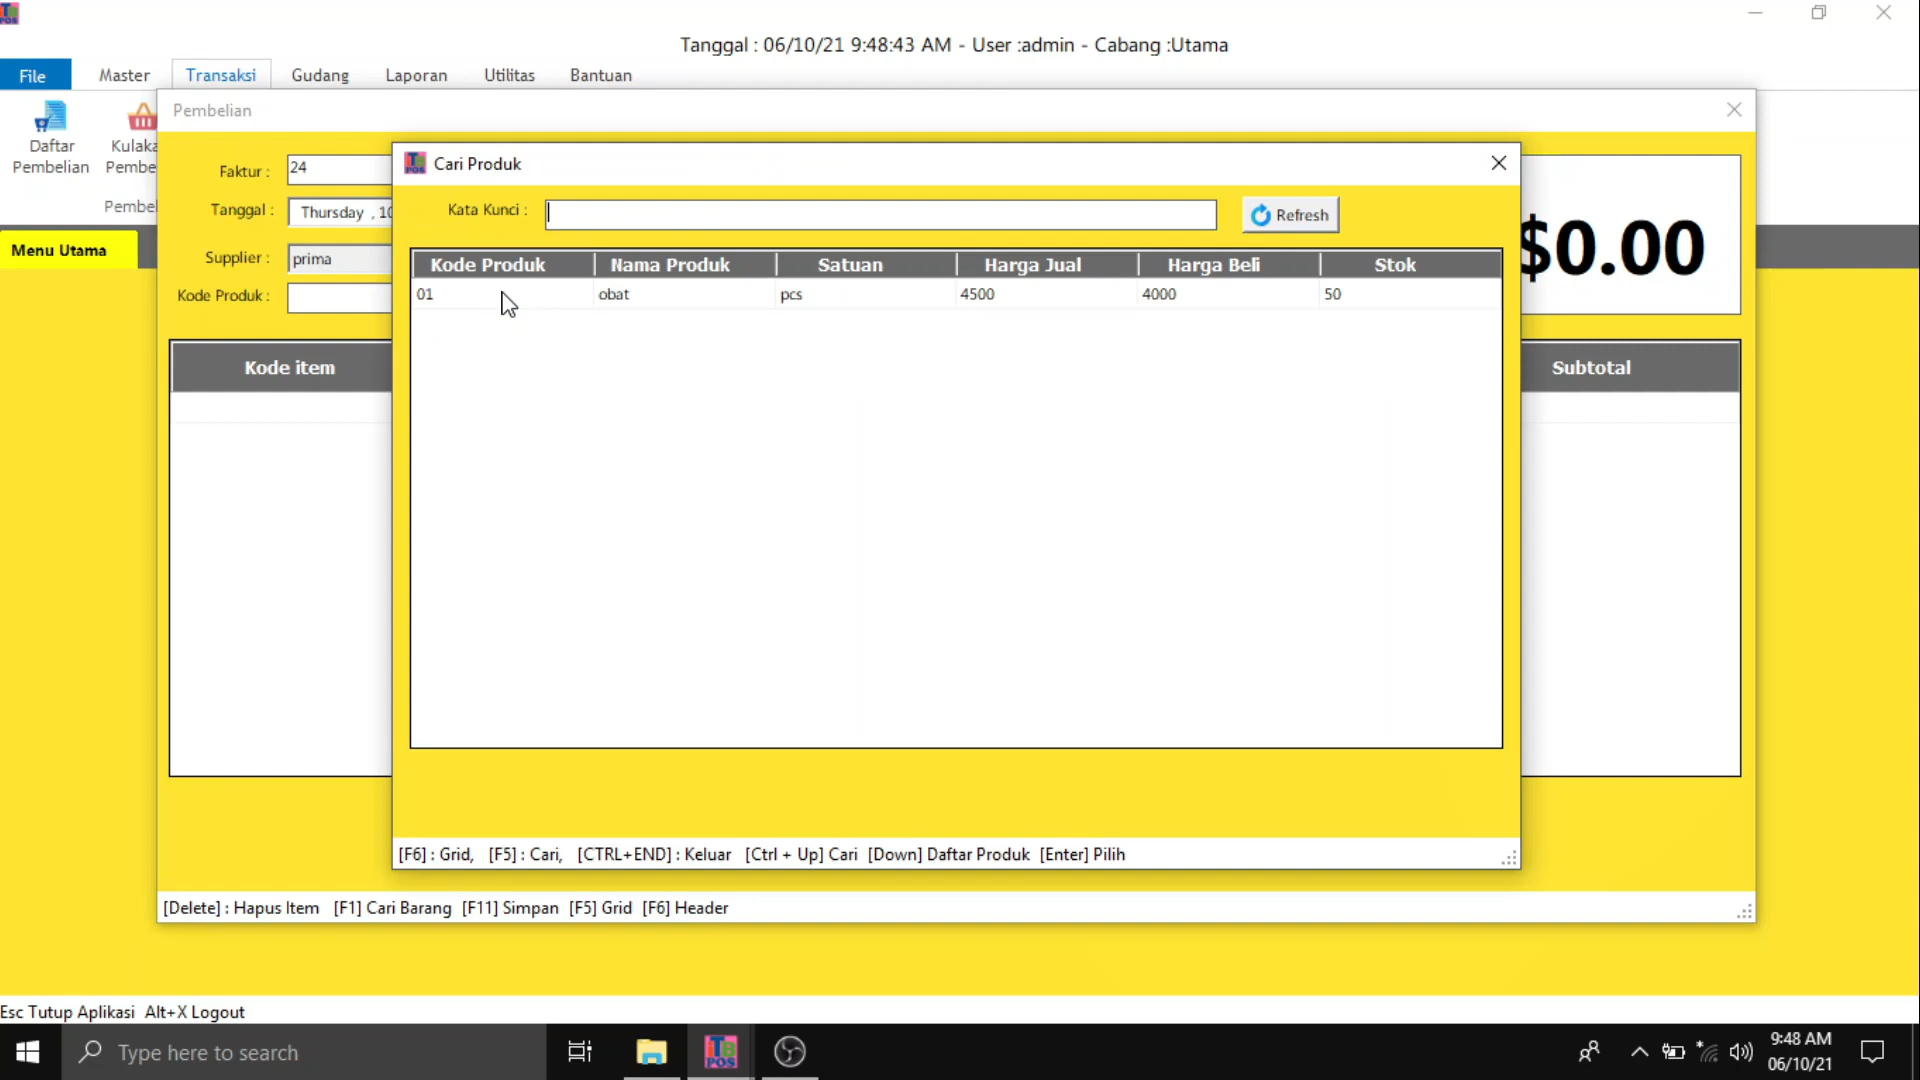 Tanggal : 06/10/21 9:48:43 AM - User :admin - Cabang :Utama
File Master Transaksi Gudang Laporan Utilitas Bantuan
Daftar Pembelian
Kulaka
Pembe
Pembel
Menu Utama
Pembelian
Faktur : 24
Tanggal : Thursday , 10
Supplier : prima
Kode Produk :
$0.00
Kode item Subtotal
Cari Produk
Kata Kunci : Refresh
Kode Produk Nama Produk Satuan Harga Jual Harga Beli Stok
01 obat pcs 4500 4000 50
[F6] : Grid, [F5] : Cari, [CTRL+END] : Keluar [Ctrl + Up] Cari [Down] Daftar Produk [Enter] Pilih
[Delete] : Hapus Item [F1] Cari Barang [F11] Simpan [F5] Grid [F6] Header
Esc Tutup Aplikasi Alt+X Logout
Type here to search
9:48 AM
06/10/21